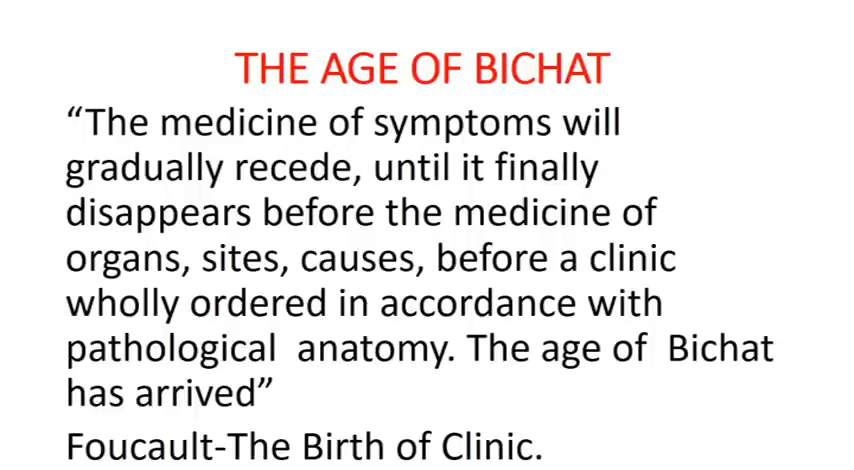 THE AGE OF BICHAT
“The medicine of symptoms will
gradually recede, until it finally
disappears before the medicine of
organs, sites, causes, before a clinic
wholly ordered in accordance with
pathological  anatomy. The age of  Bichat
has arrived”
Foucault-The Birth of Clinic.